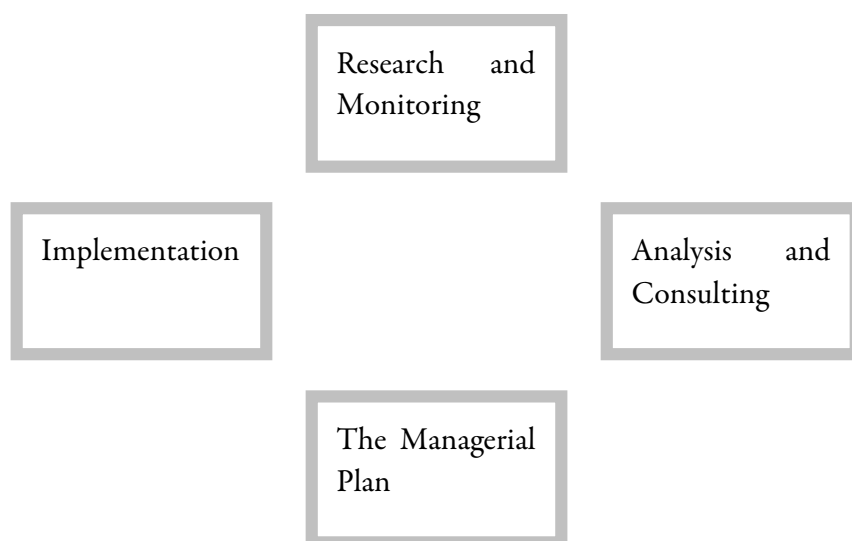 Research and
Monitoring
Implementation
Analysis and
Consulting
The Managerial
Plan